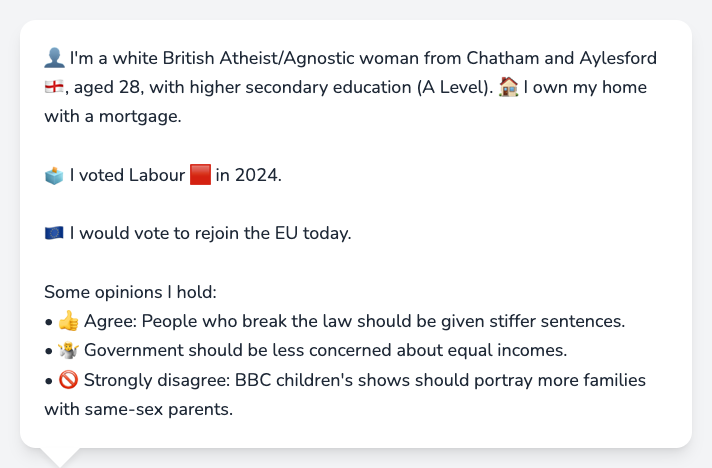 👤 I'm a white British Atheist/Agnostic woman from Chatham and Aylesford
🏴󠁧󠁢󠁥󠁮󠁧󠁿, aged 28, with higher secondary education (A Level). 🏠 I own my home
with a mortgage.
🗳️ I voted Labour 🟥 in 2024.
🇪🇺 I would vote to rejoin the EU today.
Some opinions I hold:
• 👍 Agree: People who break the law should be given stiffer sentences.
• 🤷 Government should be less concerned about equal incomes.
• 🚫 Strongly disagree: BBC children's shows should portray more families
with same-sex parents.